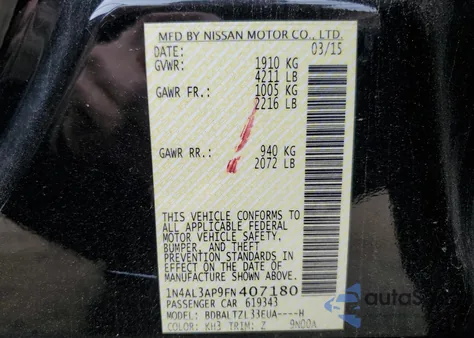 MFD BY NISSAN MOTOR CO., LTD.
DATE: 03/15
GVWR: 1910 KG
4211 LB
GAWR FR.: 1005 KG
2216 LB
GAWR RR.: 940 KG
2072 LB
THIS VEHICLE CONFORMS TO
ALL APPLICABLE FEDERAL
MOTOR VEHICLE SAFETY,
BUMPER, AND THEFT
PREVENTION STANDARDS IN
EFFECT ON THE DATE OF
MANUFACTURE SHOWN ABOVE.
1N4AL3AP9FN407180
PASSENGER CAR 619343
MODEL: BDBALTZL33EUA----H
COLOR: KH3 TRIM: Z 9N00A